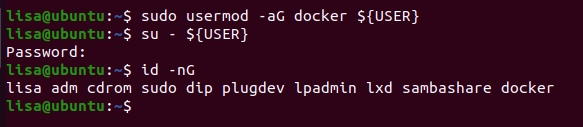 lisa@ubuntu:~$ sudo usermod -aG docker ${USER}
lisa@ubuntu:~$ su - ${USER}
Password:
lisa@ubuntu:~$ id -nG
lisa adm cdrom sudo dip plugdev lpadmin lxd sambashare docker
lisa@ubuntu:~$